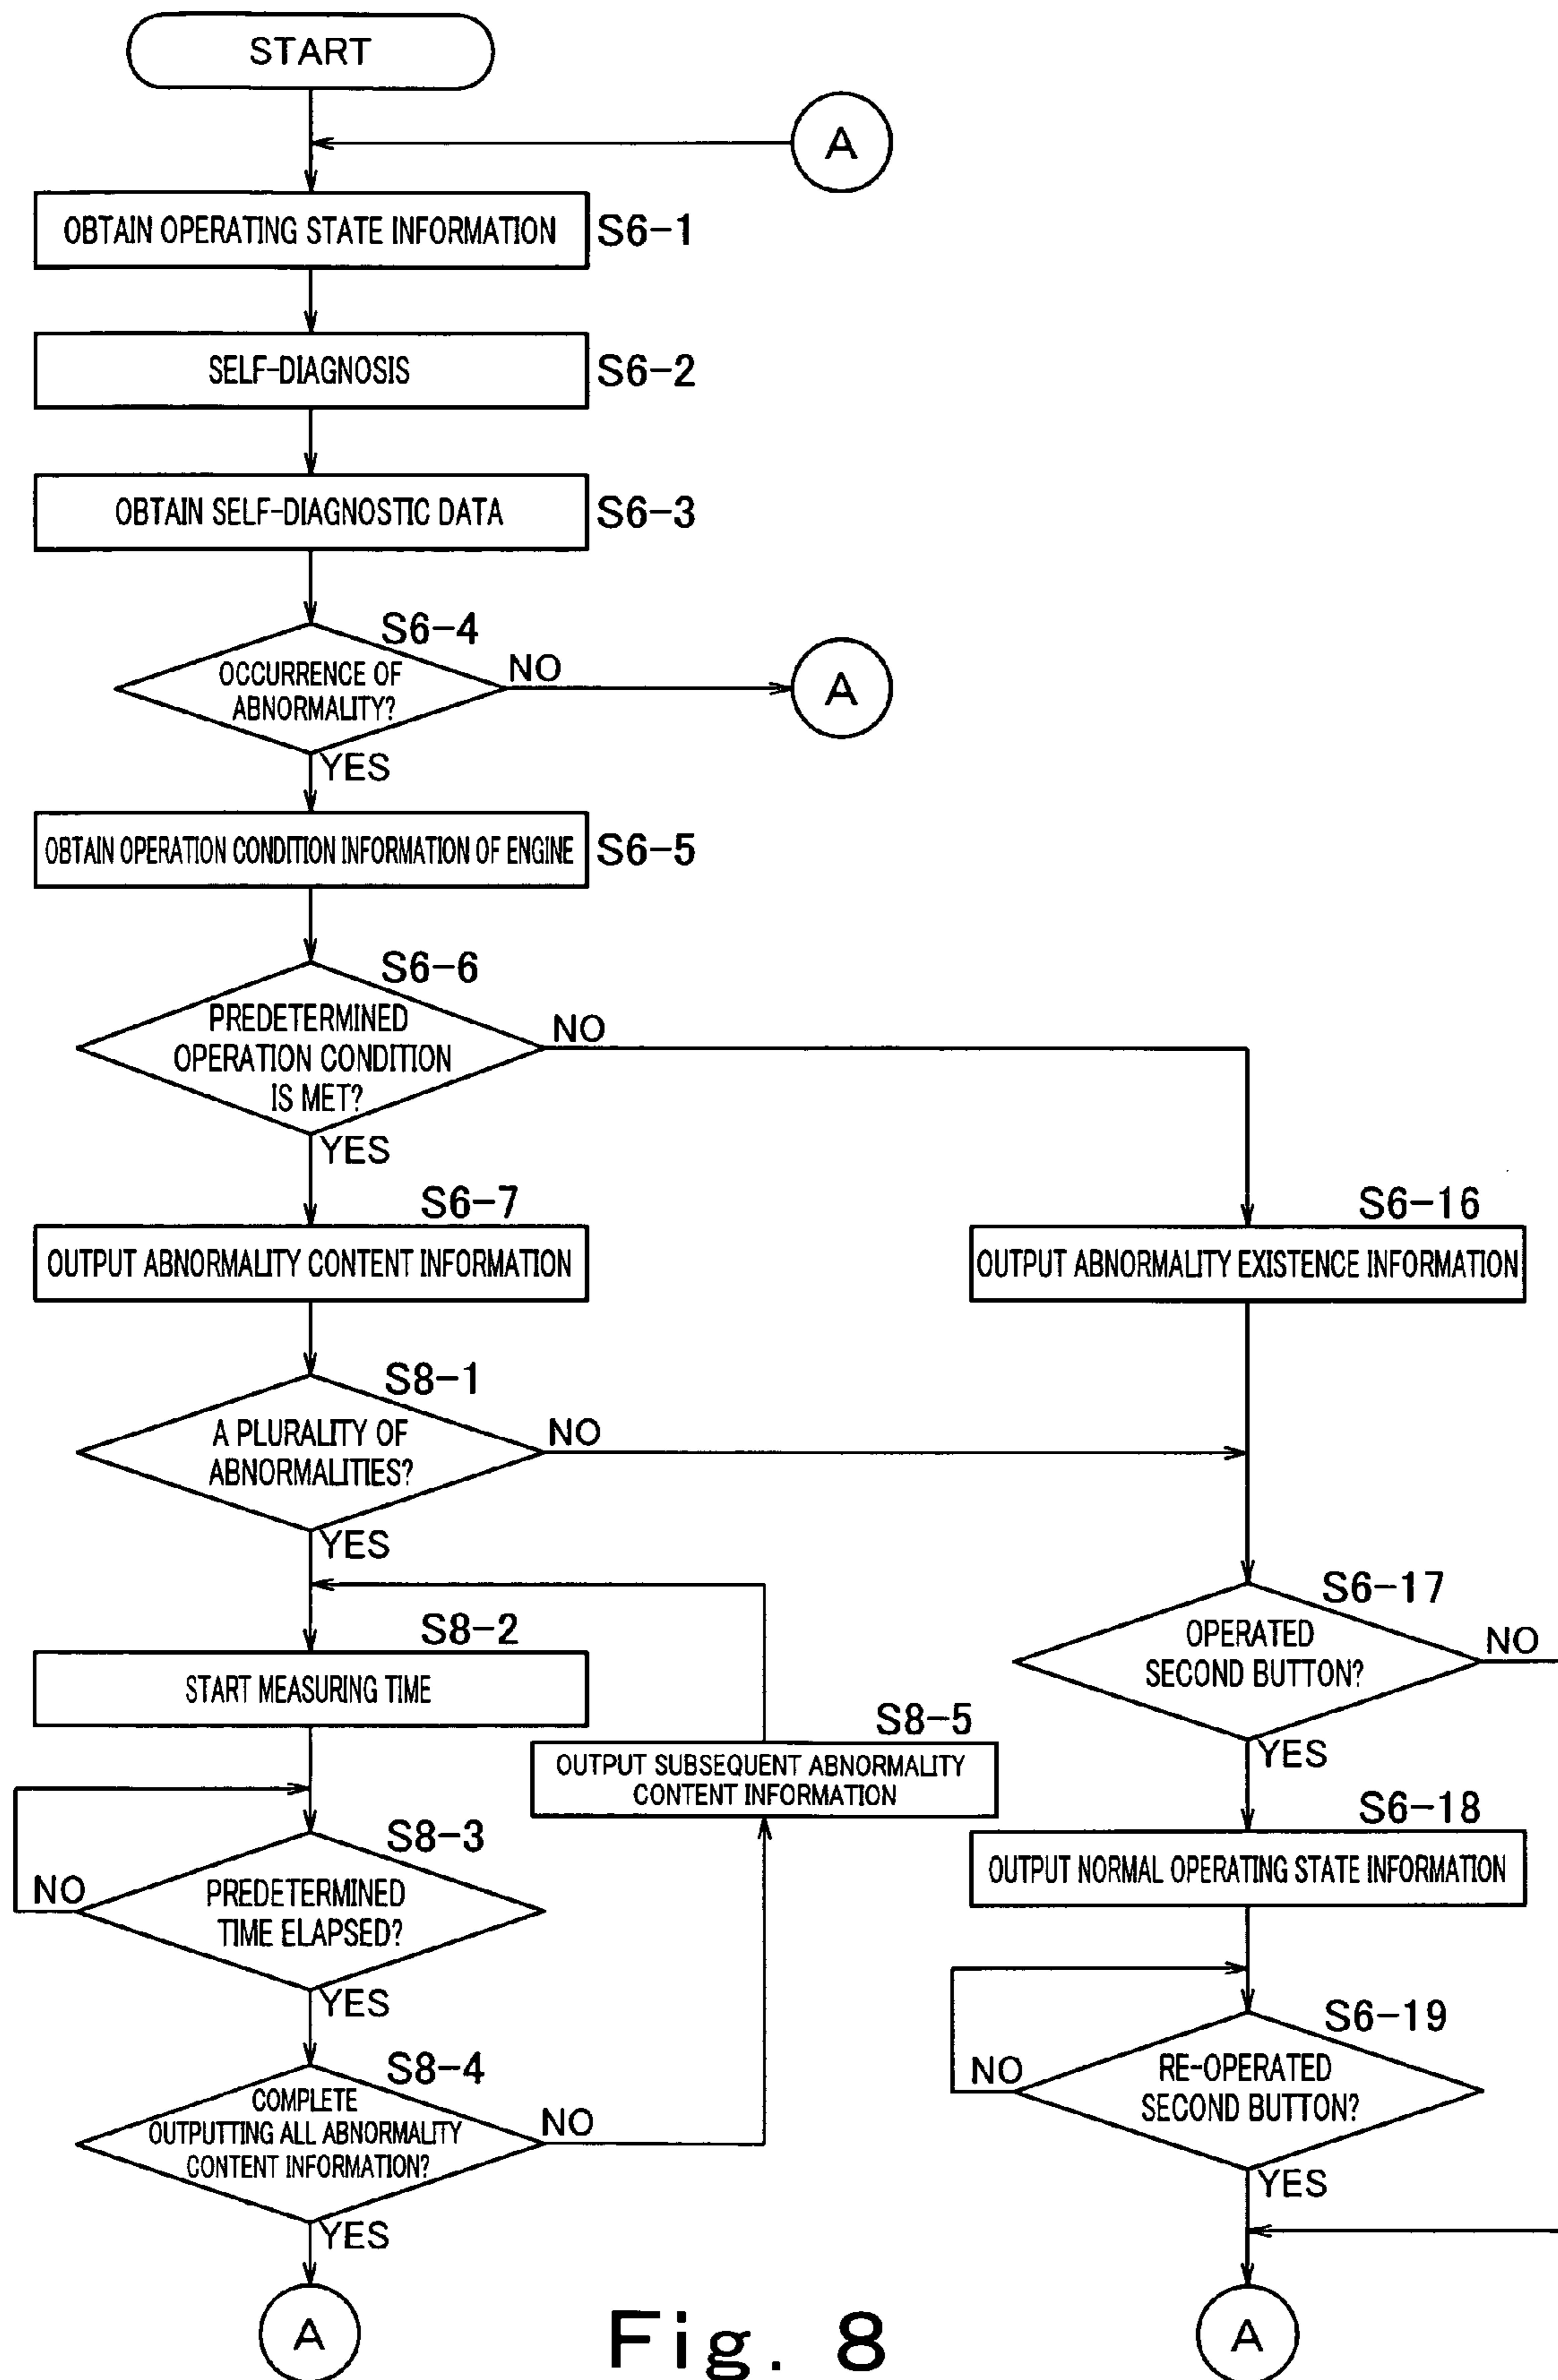 START
A
OBTAIN OPERATING STATE INFORMATION
S6-1
SELF-DIAGNOSIS
S6-2
OBTAIN SELF-DIAGNOSTIC DATA
S6-3
S6-4
OCCURRENCE OF
ABNORMALITY?
NO
A
YES
OBTAIN OPERATION CONDITION INFORMATION OF ENGINE
S6-5
S6-6
PREDETERMINED
OPERATION CONDITION
IS MET?
NO
YES
S6-7
OUTPUT ABNORMALITY CONTENT INFORMATION
S6-16
OUTPUT ABNORMALITY EXISTENCE INFORMATION
S8-1
A PLURALITY OF
ABNORMALITIES?
NO
YES
S8-2
START MEASURING TIME
S8-5
OUTPUT SUBSEQUENT ABNORMALITY
CONTENT INFORMATION
S8-3
PREDETERMINED
TIME ELAPSED?
NO
YES
S8-4
COMPLETE
OUTPUTTING ALL ABNORMALITY
CONTENT INFORMATION?
NO
YES
A
S6-17
OPERATED
SECOND BUTTON?
NO
YES
S6-18
OUTPUT NORMAL OPERATING STATE INFORMATION
S6-19
RE-OPERATED
SECOND BUTTON?
NO
YES
A
Fig. 8